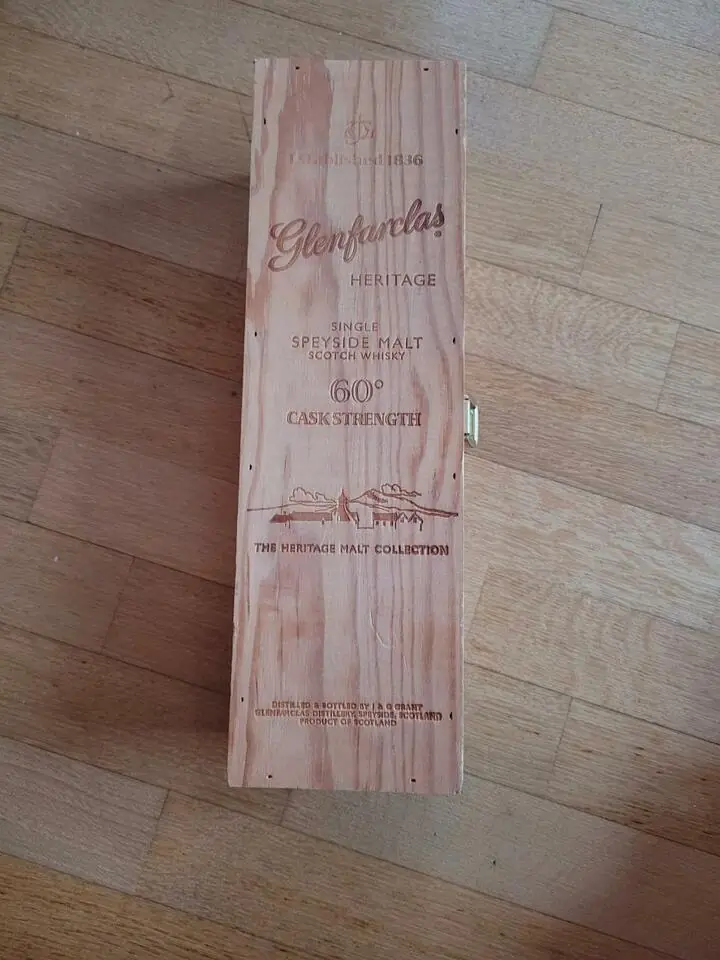 Established 1836
Glenfarclas
HERITAGE
SINGLE
SPEYSIDE MALT
SCOTCH WHISKY
60°
CASK STRENGTH
THE HERITAGE MALT COLLECTION
DISTILLED & BOTTLED BY J & G GRANT
GLENFARCLAS DISTILLERY, SPEYSIDE, SCOTLAND
PRODUCT OF SCOTLAND